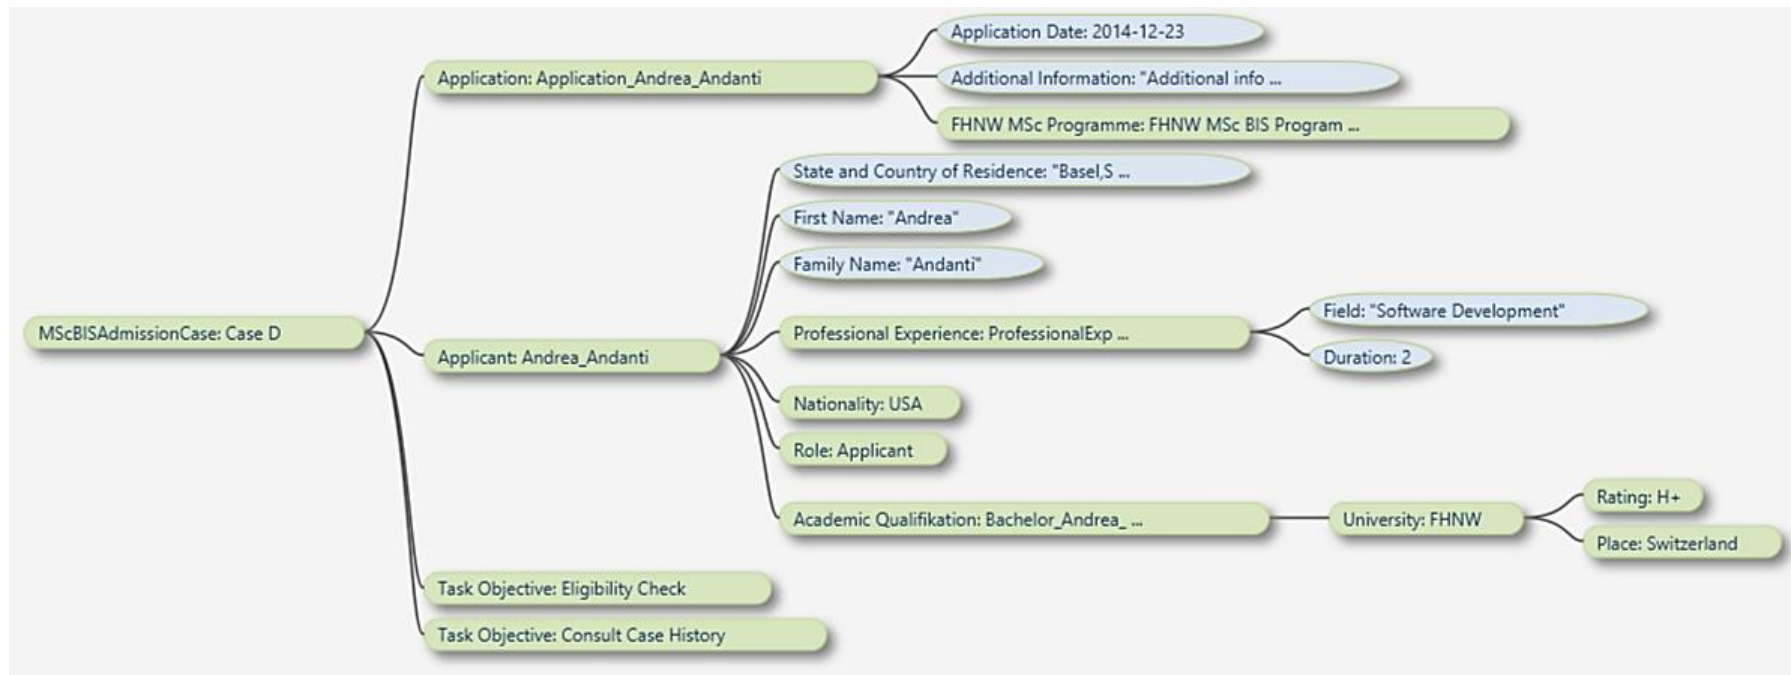 Application Date: 2014-12-23
Application: Application_Andrea_Andanti
Additional Information: "Additional info ...
FHNW MSc Programme: FHNW MSc BIS Program ...
State and Country of Residence: "Basel,S ...
First Name: "Andrea"
Family Name: "Andanti"
Field: "Software Development"
MScBISAdmissionCase: Case D
Professional Experience: ProfessionalExp ...
Applicant: Andrea_Andanti
Duration: 2
Nationality: USA
Role: Applicant
Rating: H+
Academic Qualifikation: Bachelor_Andrea_ ...
University: FHNW
Place: Switzerland
Task Objective: Eligibility Check
Task Objective: Consult Case History